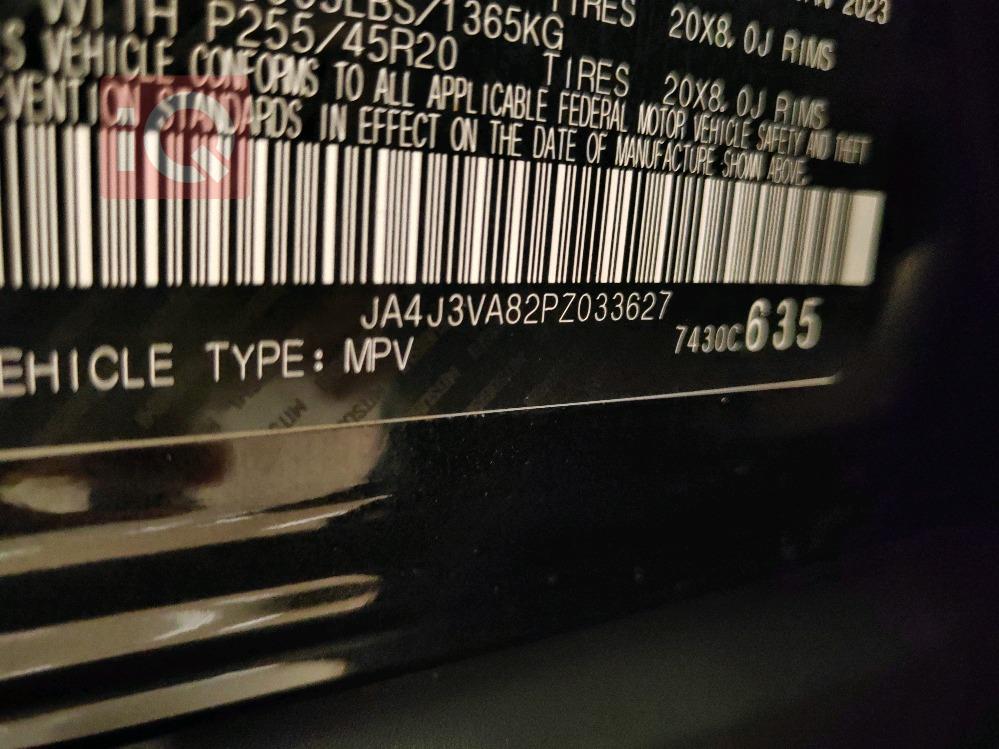 2023
WITH LBS/1365KG TIRES 20X8.0J RIMS
P255/45R20 TIRES 20X8.0J RIMS
VEHICLE CONFORMS TO ALL APPLICABLE FEDERAL MOTOR VEHICLE SAFETY AND THEFT
STANDARDS IN EFFECT ON THE DATE OF MANUFACTURE SHOWN ABOVE.
iQ
JA4J3VA82PZ033627
7430C 635
EHICLE TYPE: MPV